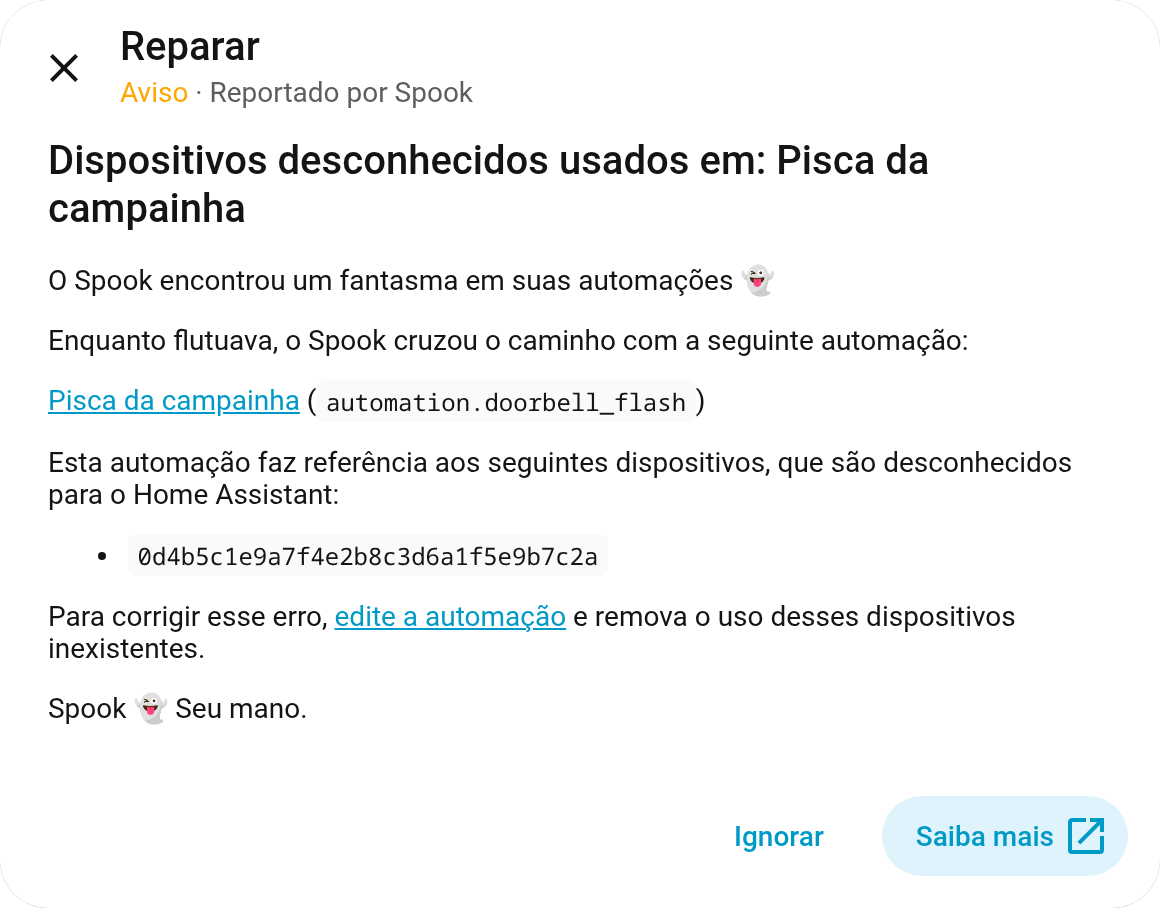 Reparar
Aviso · Reportado por Spook
Dispositivos desconhecidos usados em: Pisca da
campainha
O Spook encontrou um fantasma em suas automações 👻
Enquanto flutuava, o Spook cruzou o caminho com a seguinte automação:
Pisca da campainha ( automation.doorbell_flash )
Esta automação faz referência aos seguintes dispositivos, que são desconhecidos
para o Home Assistant:
• 0d4b5c1e9a7f4e2b8c3d6a1f5e9b7c2a
Para corrigir esse erro, edite a automação e remova o uso desses dispositivos
inexistentes.
Spook 👻 Seu mano.
Ignorar
Saiba mais